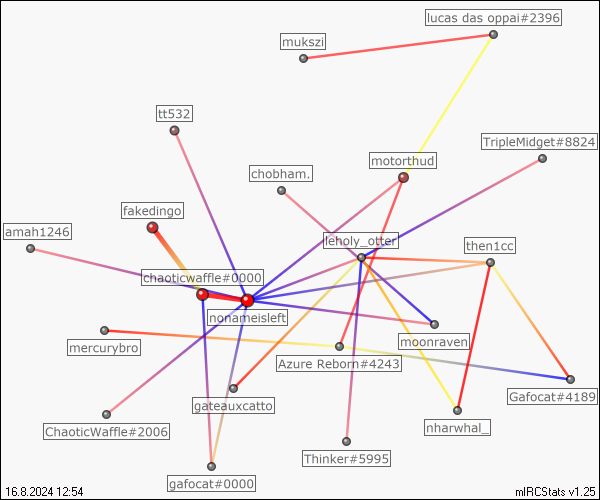 lucas das oppai#2396
mukszi
tt532
TripleMidget#8824
motorthud
chobham.
fakedingo
amah1246
leholy_otter
then1cc
chaoticwaffle#0000
nonameisleft
moonraven
mercurybro
Azure Reborn#4243
gateauxcatto
Gafocat#4189
ChaoticWaffle#2006
nharwhal_
Thinker#5995
gafocat#0000
16.8.2024 12:54
mIRCStats v1.25